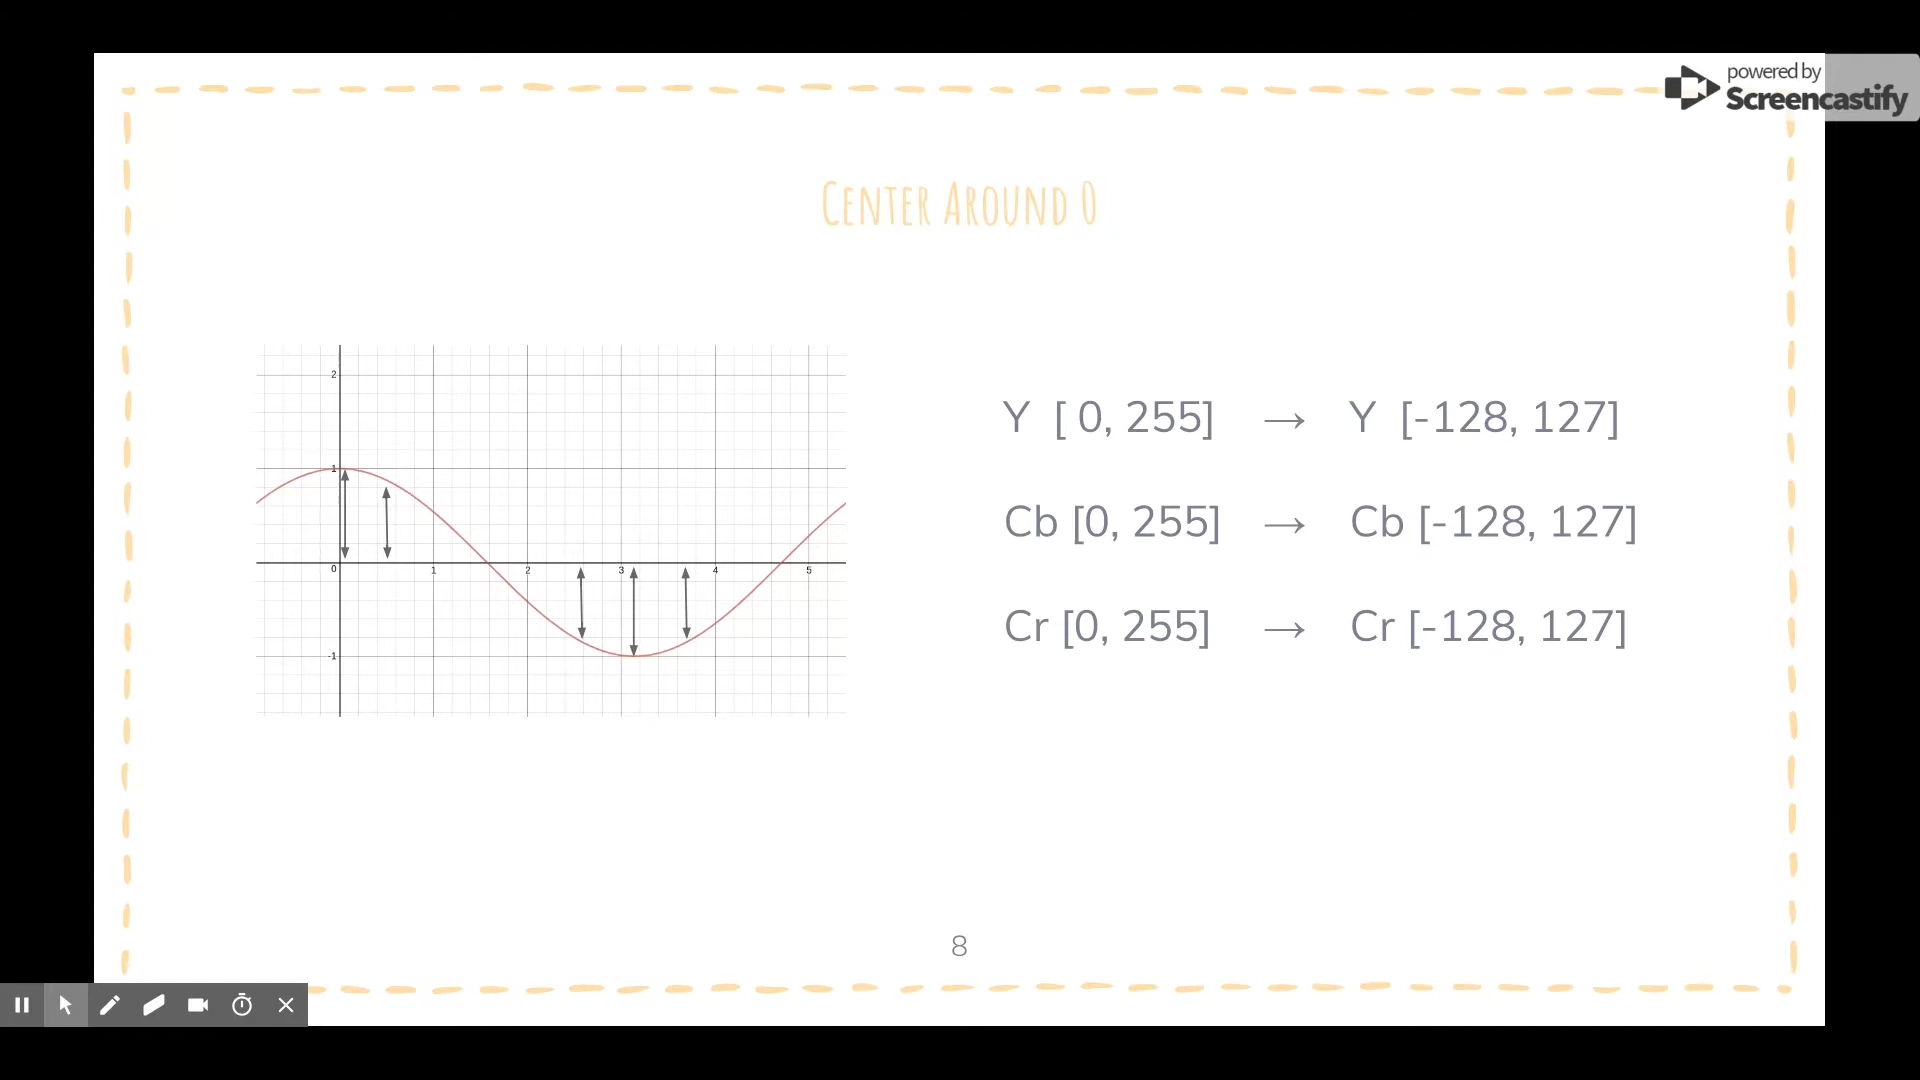 powered by
Screencastify
Center Around 0
2
1
0 1 2 3 4 5
-1
Y [ 0, 255] → Y [-128, 127]
Cb [0, 255] → Cb [-128, 127]
Cr [0, 255] → Cr [-128, 127]
8